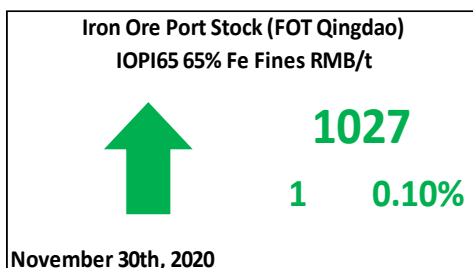 Iron Ore Port Stock (FOT Qingdao)
IOPI65 65% Fe Fines RMB/t
1027
1 0.10%
November 30th, 2020